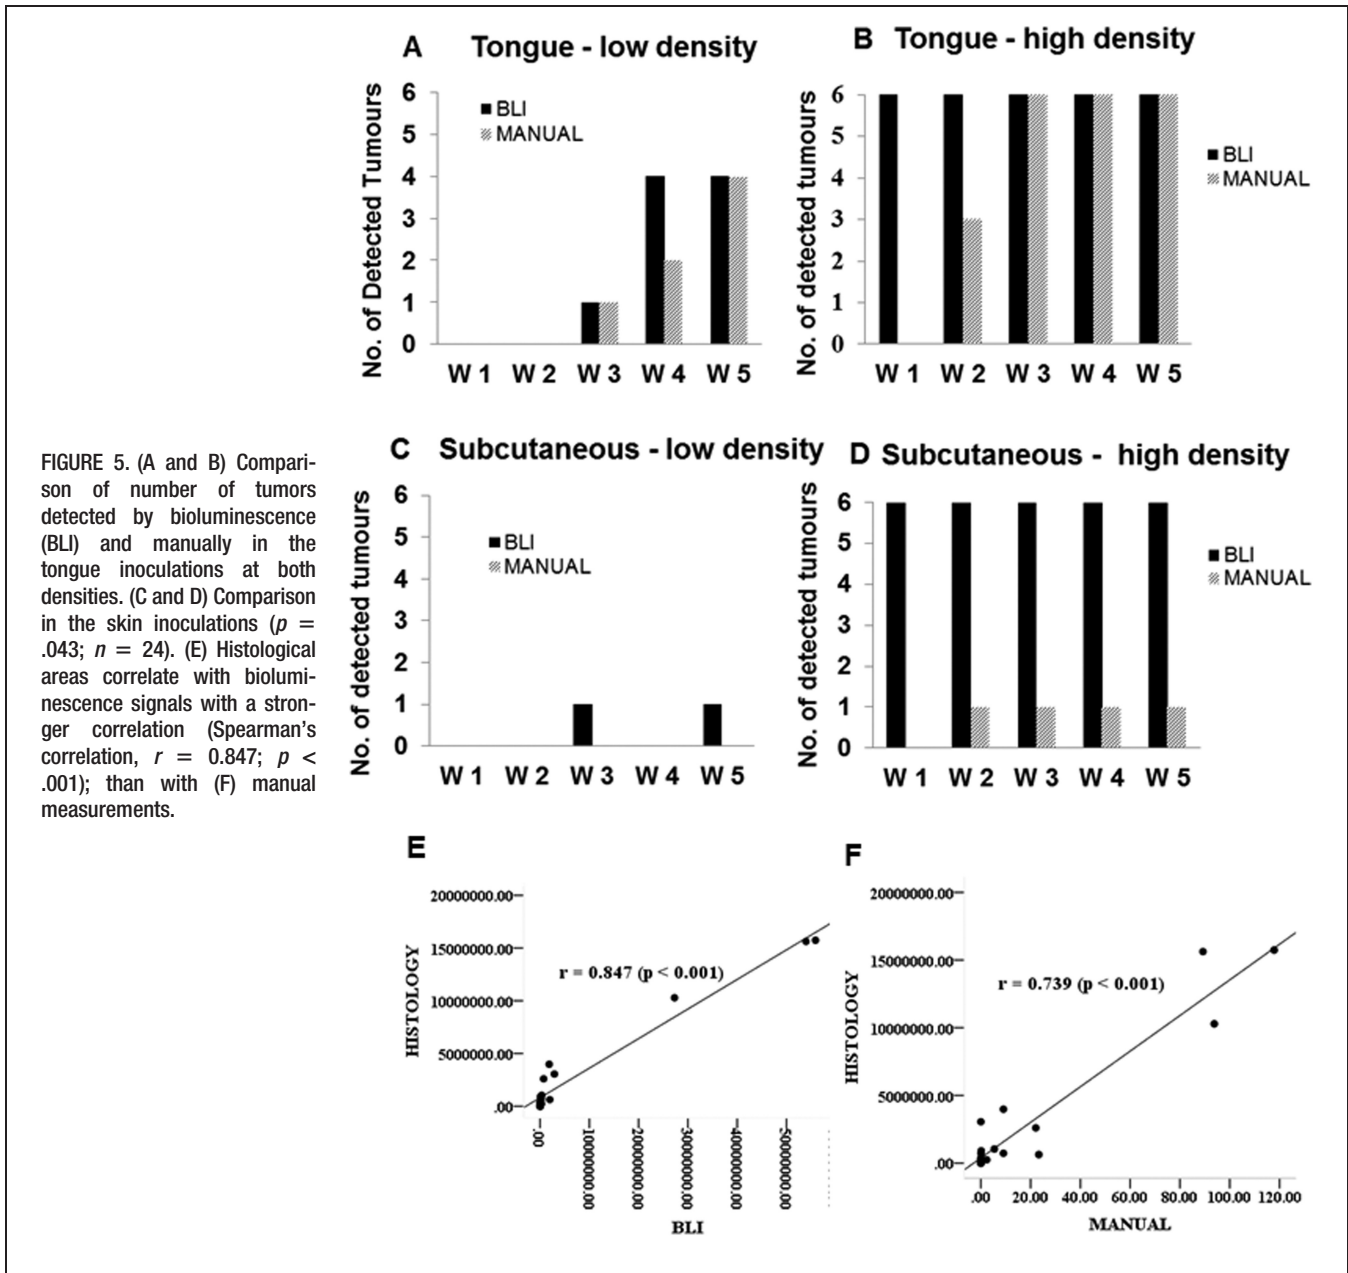 A Tongue - low density
No. of Detected Tumours
6
5
4
3
2
1
0
BLI
MANUAL
W 1 W 2 W 3 W 4 W 5
B Tongue - high density
No. of detected tumours
6
5
4
3
2
1
0
BLI
MANUAL
W 1 W 2 W 3 W 4 W 5
FIGURE 5. (A and B) Compari-
son of number of tumors
detected by bioluminescence
(BLI) and manually in the
tongue inoculations at both
densities. (C and D) Comparison
in the skin inoculations (p =
.043; n = 24). (E) Histological
areas correlate with biolumi-
nescence signals with a stron-
ger correlation (Spearman's
correlation, r = 0.847; p <
.001); than with (F) manual
measurements.
C Subcutaneous - low density
No. of detected tumours
6
5
4
3
2
1
0
BLI
MANUAL
W 1 W 2 W 3 W 4 W 5
D Subcutaneous - high density
No. of detected tumours
6
5
4
3
2
1
0
BLI
MANUAL
W 1 W 2 W 3 W 4 W 5
E
HISTOLOGY
20000000.00
15000000.00
10000000.00
5000000.00
.00
r = 0.847 (p < 0.001)
.00
BLI
F
HISTOLOGY
20000000.00
15000000.00
10000000.00
5000000.00
.00
r = 0.739 (p < 0.001)
.00 20.00 40.00 60.00 80.00 100.00 120.00
MANUAL